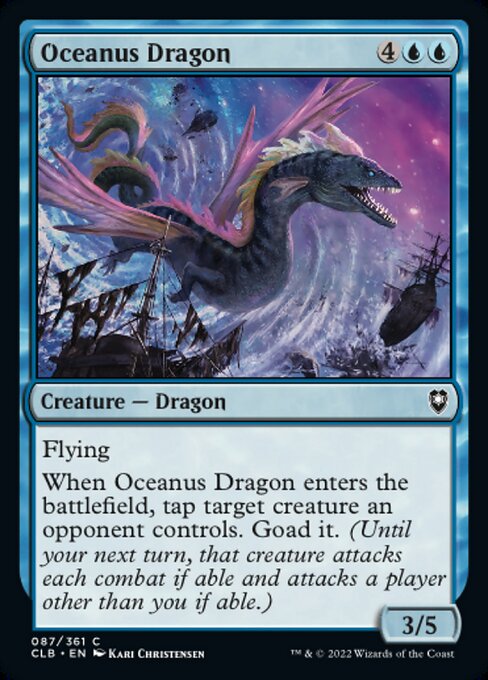 Oceanus Dragon 4
Creature — Dragon
Flying
When Oceanus Dragon enters the
battlefield, tap target creature an
opponent controls. Goad it. (Until
your next turn, that creature attacks
each combat if able and attacks a player
other than you if able.)
3/5
087/361 C
CLB • EN Kari Christensen
™ & © 2022 Wizards of the Coast